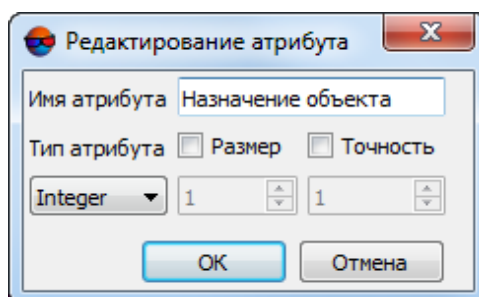 Редактирование атрибута
Имя атрибута Назначение объекта
Тип атрибута Размер Точность
Integer 1 1
OK Отмена